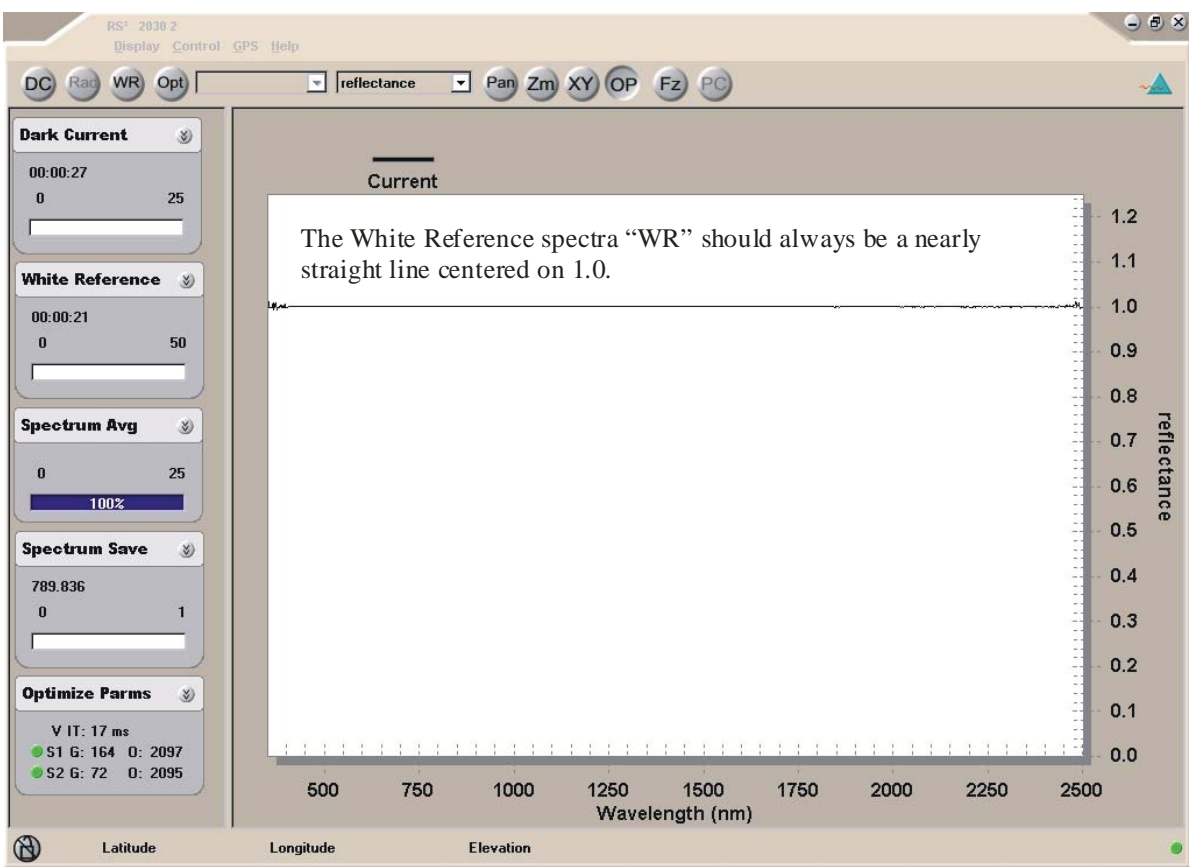 RS³ 2030 2
Display Control GPS Help
DC Rad WR Opt reflectance Pan Zm XY OP Fz PC
Dark Current
00:00:27
0 25
White Reference
00:00:21
0 50
Spectrum Avg
0 25
100%
Spectrum Save
789.836
0 1
Optimize Parms
V IT: 17 ms
S1 G: 164 O: 2097
S2 G: 72 O: 2095
Current
The White Reference spectra “WR” should always be a nearly
straight line centered on 1.0.
1.2
1.1
1.0
0.9
0.8
0.7
0.6
0.5
0.4
0.3
0.2
0.1
0.0
reflectance
500 750 1000 1250 1500 1750 2000 2250 2500
Wavelength (nm)
Latitude Longitude Elevation